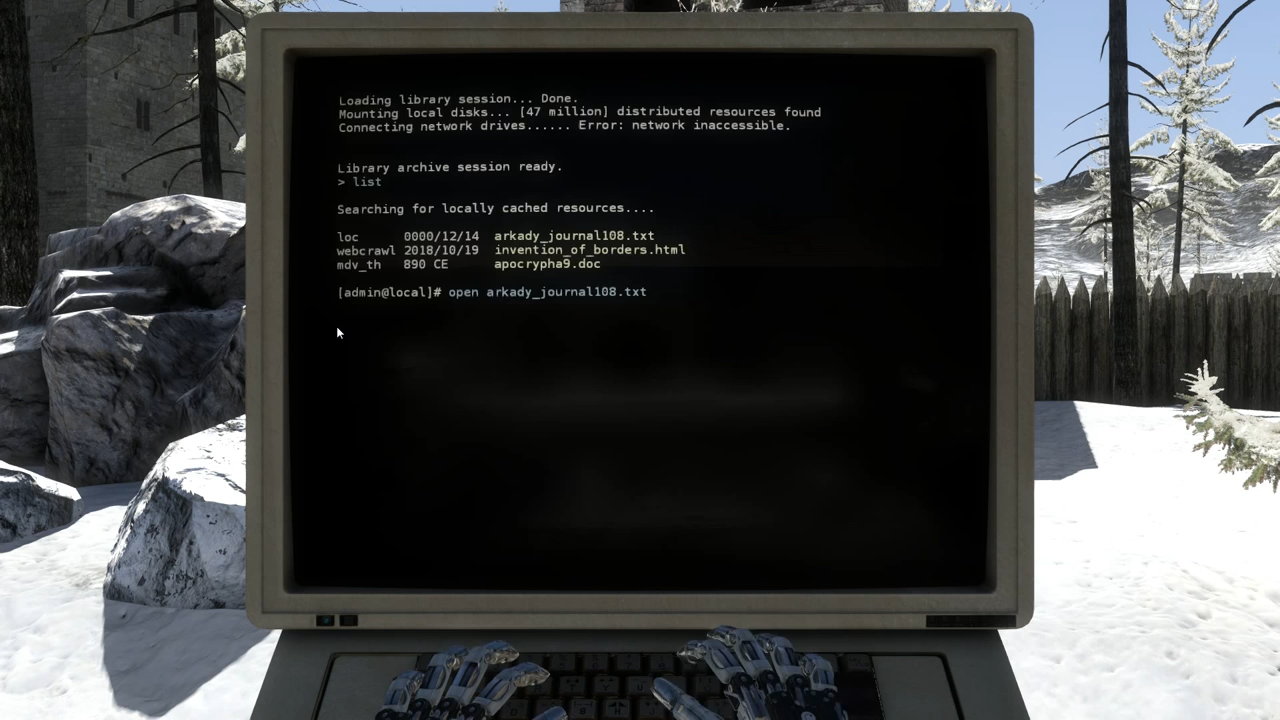 Loading library session... Done.
Mounting local disks... [47 million] distributed resources found
Connecting network drives...... Error: network inaccessible.
Library archive session ready.
> list
Searching for locally cached resources....
loc 0000/12/14 arkady_journal108.txt
webcrawl 2018/10/19 invention_of_borders.html
mdv_th 890 CE apocrypha9.doc
[admin@local]# open arkady_journal108.txt